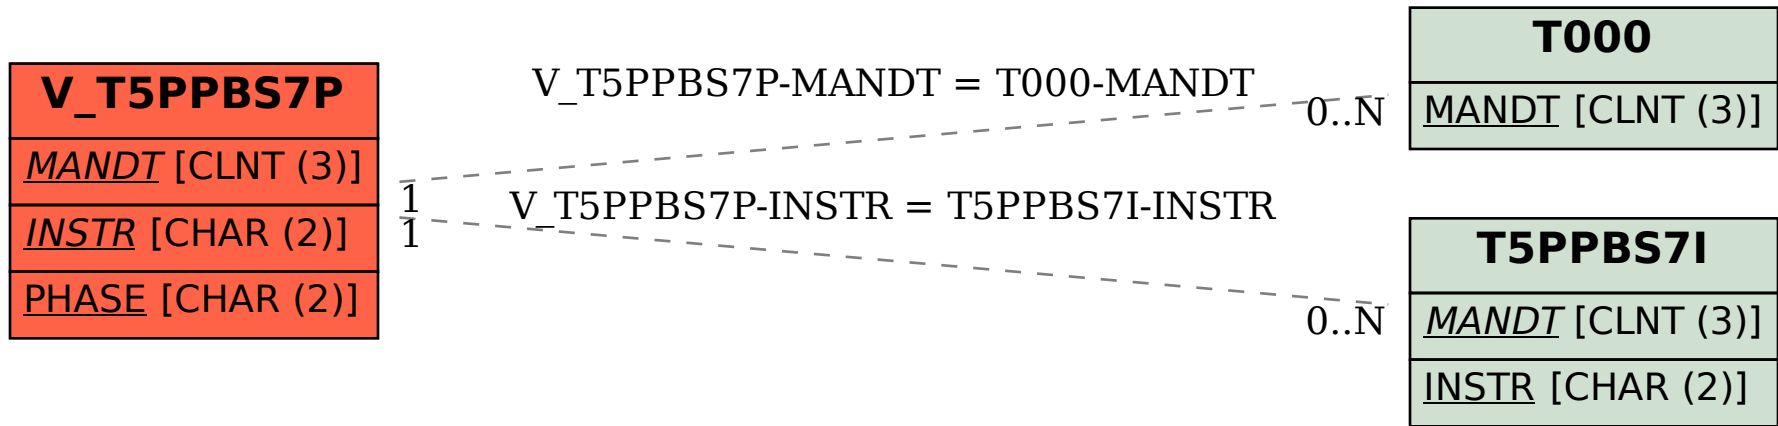 V_T5PPBS7P
MANDT [CLNT (3)]
INSTR [CHAR (2)]
PHASE [CHAR (2)]
V_T5PPBS7P-MANDT = T000-MANDT
0..N
1
V_T5PPBS7P-INSTR = T5PPBS7I-INSTR
1
0..N
T000
MANDT [CLNT (3)]
T5PPBS7I
MANDT [CLNT (3)]
INSTR [CHAR (2)]